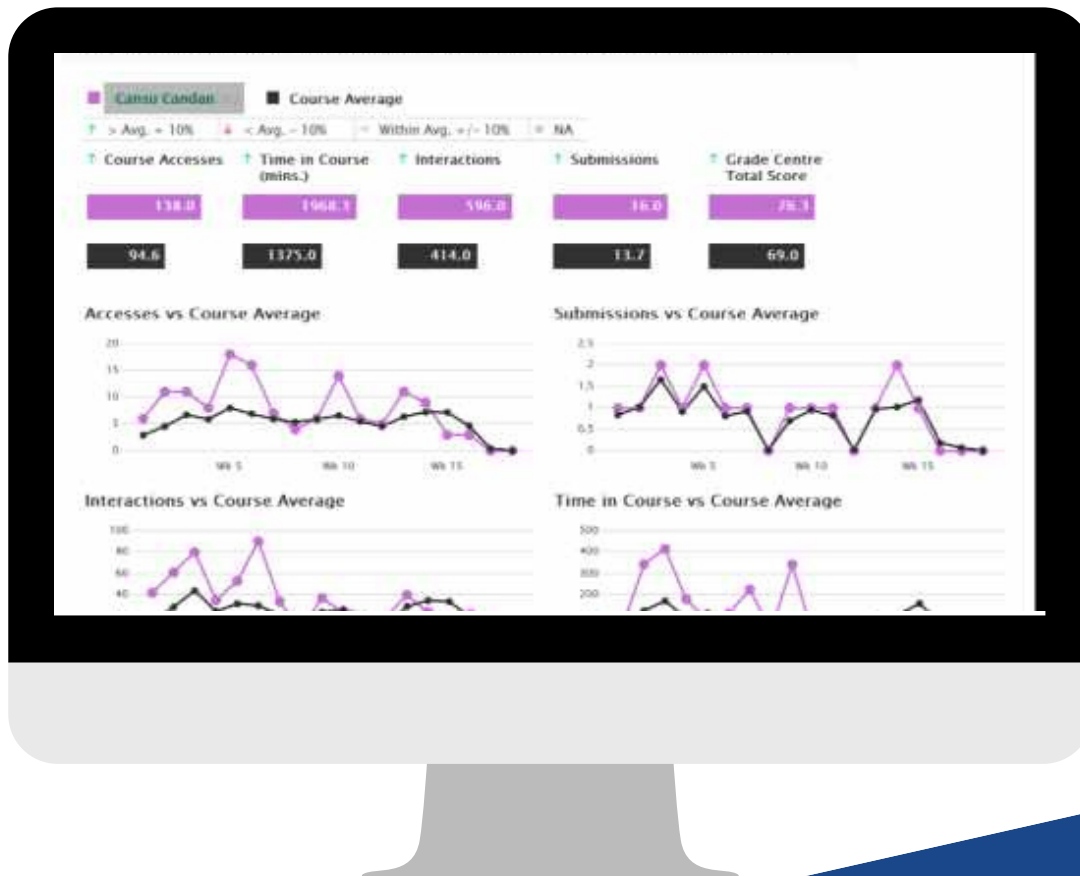 Cansu Candan
Course Average
> Avg. + 10%
< Avg. - 10%
Within Avg. +/- 10%
NA
Course Accesses
Time in Course
(mins.)
Interactions
Submissions
Grade Centre
Total Score
138.0
1968.1
596.0
16.0
76.1
94.6
1375.0
414.0
13.7
69.0
Accesses vs Course Average
20
15
10
5
0
Wk 5
Wk 10
Wk 15
Submissions vs Course Average
2.5
2
1.5
1
0.5
0
Wk 5
Wk 10
Wk 15
Interactions vs Course Average
100
80
60
40
Time in Course vs Course Average
500
400
300
200